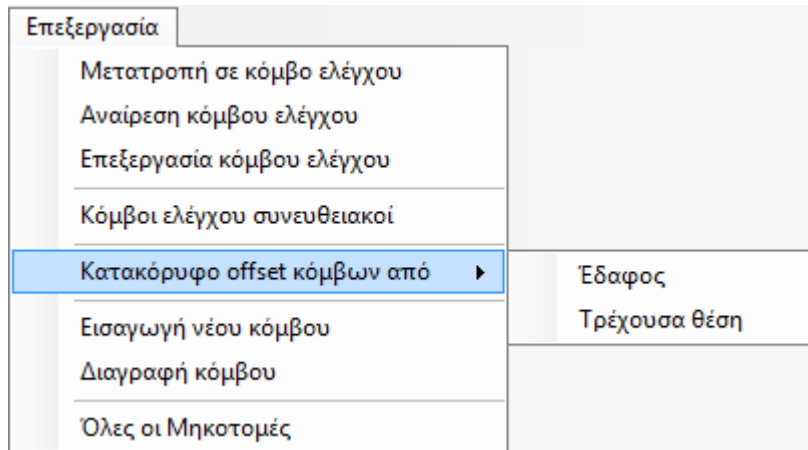 Επεξεργασία
Μετατροπή σε κόμβο ελέγχου
Αναίρεση κόμβου ελέγχου
Επεξεργασία κόμβου ελέγχου
Κόμβοι ελέγχου συνευθειακοί
Κατακόρυφο offset κόμβων από
Έδαφος
Τρέχουσα θέση
Εισαγωγή νέου κόμβου
Διαγραφή κόμβου
Όλες οι Μηκοτομές